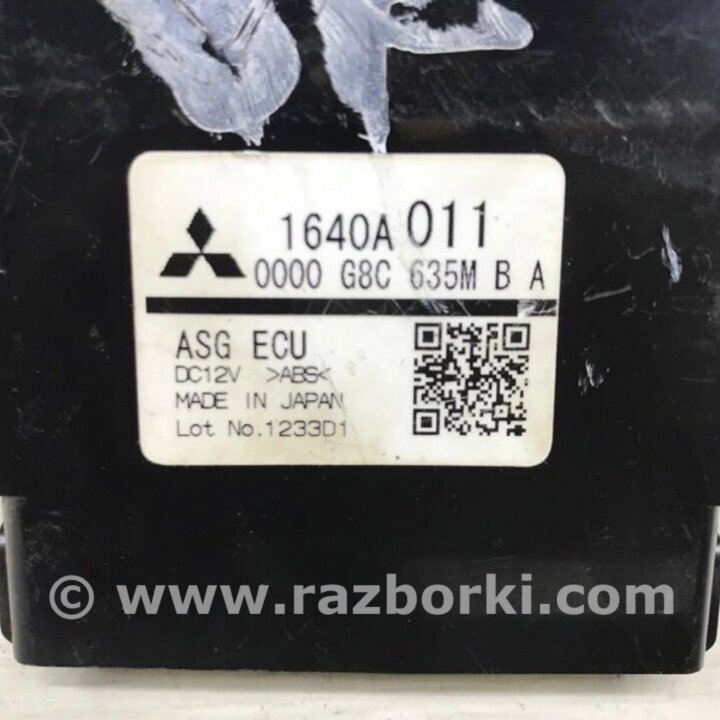 1640A 011
0000 G8C 635M B A
ASG ECU
DC12V >ABS<
MADE IN JAPAN
Lot No.1233D1
© www.razborki.com